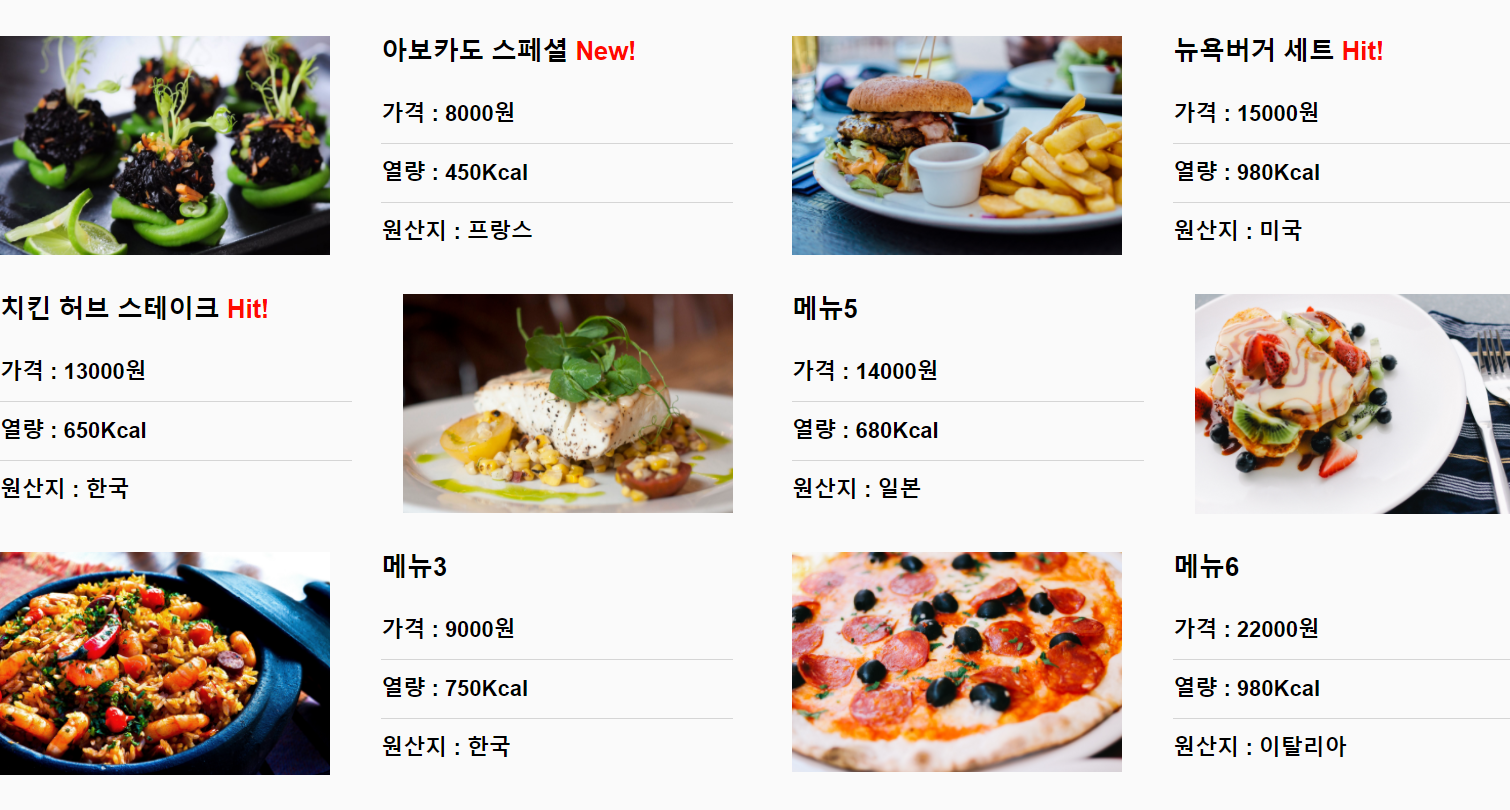 아보카도 스페셜 New!
가격 : 8000원
열량 : 450Kcal
원산지 : 프랑스
뉴욕버거 세트 Hit!
가격 : 15000원
열량 : 980Kcal
원산지 : 미국
치킨 허브 스테이크 Hit!
가격 : 13000원
열량 : 650Kcal
원산지 : 한국
메뉴5
가격 : 14000원
열량 : 680Kcal
원산지 : 일본
메뉴3
가격 : 9000원
열량 : 750Kcal
원산지 : 한국
메뉴6
가격 : 22000원
열량 : 980Kcal
원산지 : 이탈리아